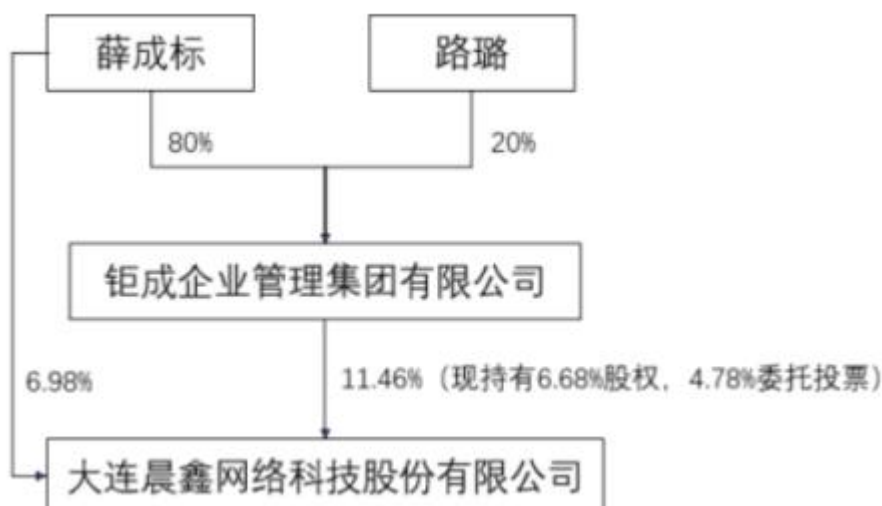 薛成标
路璐
80%
20%
钜成企业管理集团有限公司
6.98%
11.46%（现持有6.68%股权，4.78%委托投票）
大连晨鑫网络科技股份有限公司